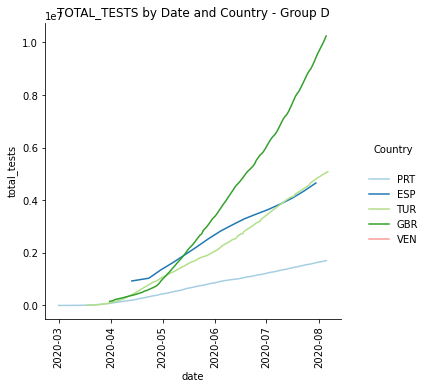 TOTAL_TESTS by Date and Country - Group D
1e7
1.0
0.8
0.6
0.4
0.2
0.0
total_tests
2020-03
2020-04
2020-05
2020-06
2020-07
2020-08
date
Country
PRT
ESP
TUR
GBR
VEN